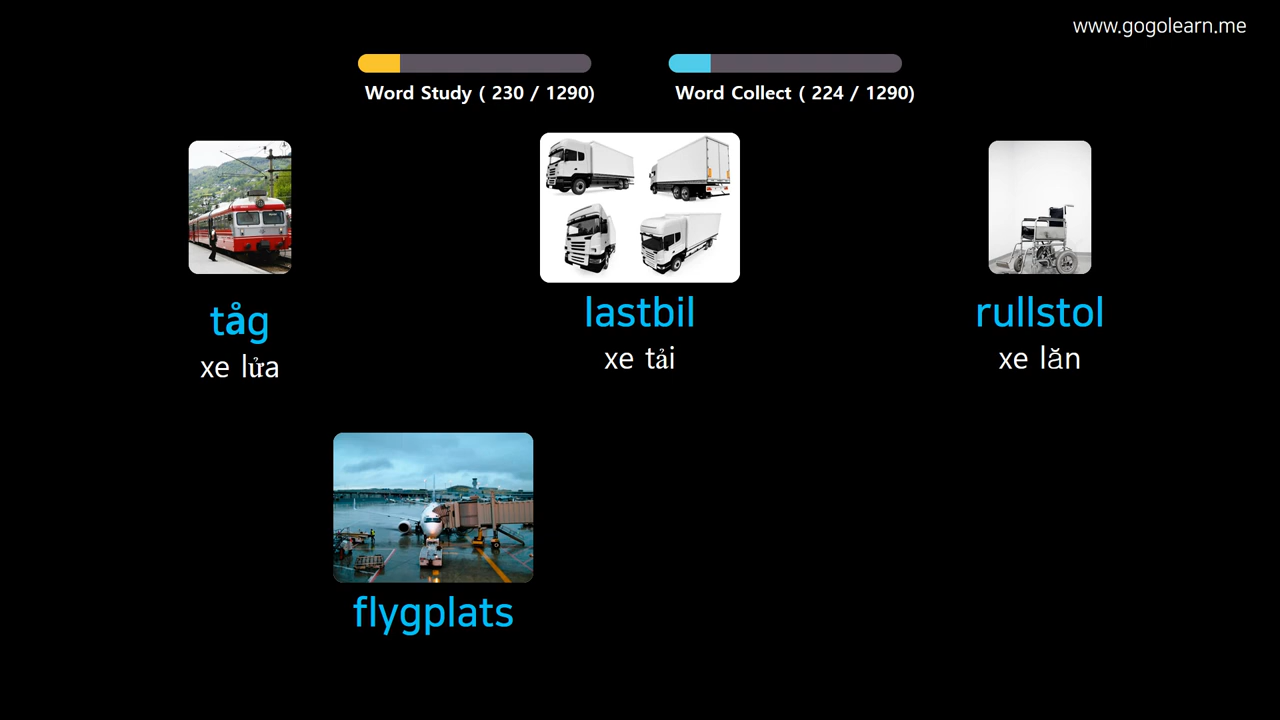 www.gogolearn.me
Word Study ( 230 / 1290)
Word Collect ( 224 / 1290)
tåg
lastbil
rullstol
xe lửa
xe tải
xe lăn
flygplats